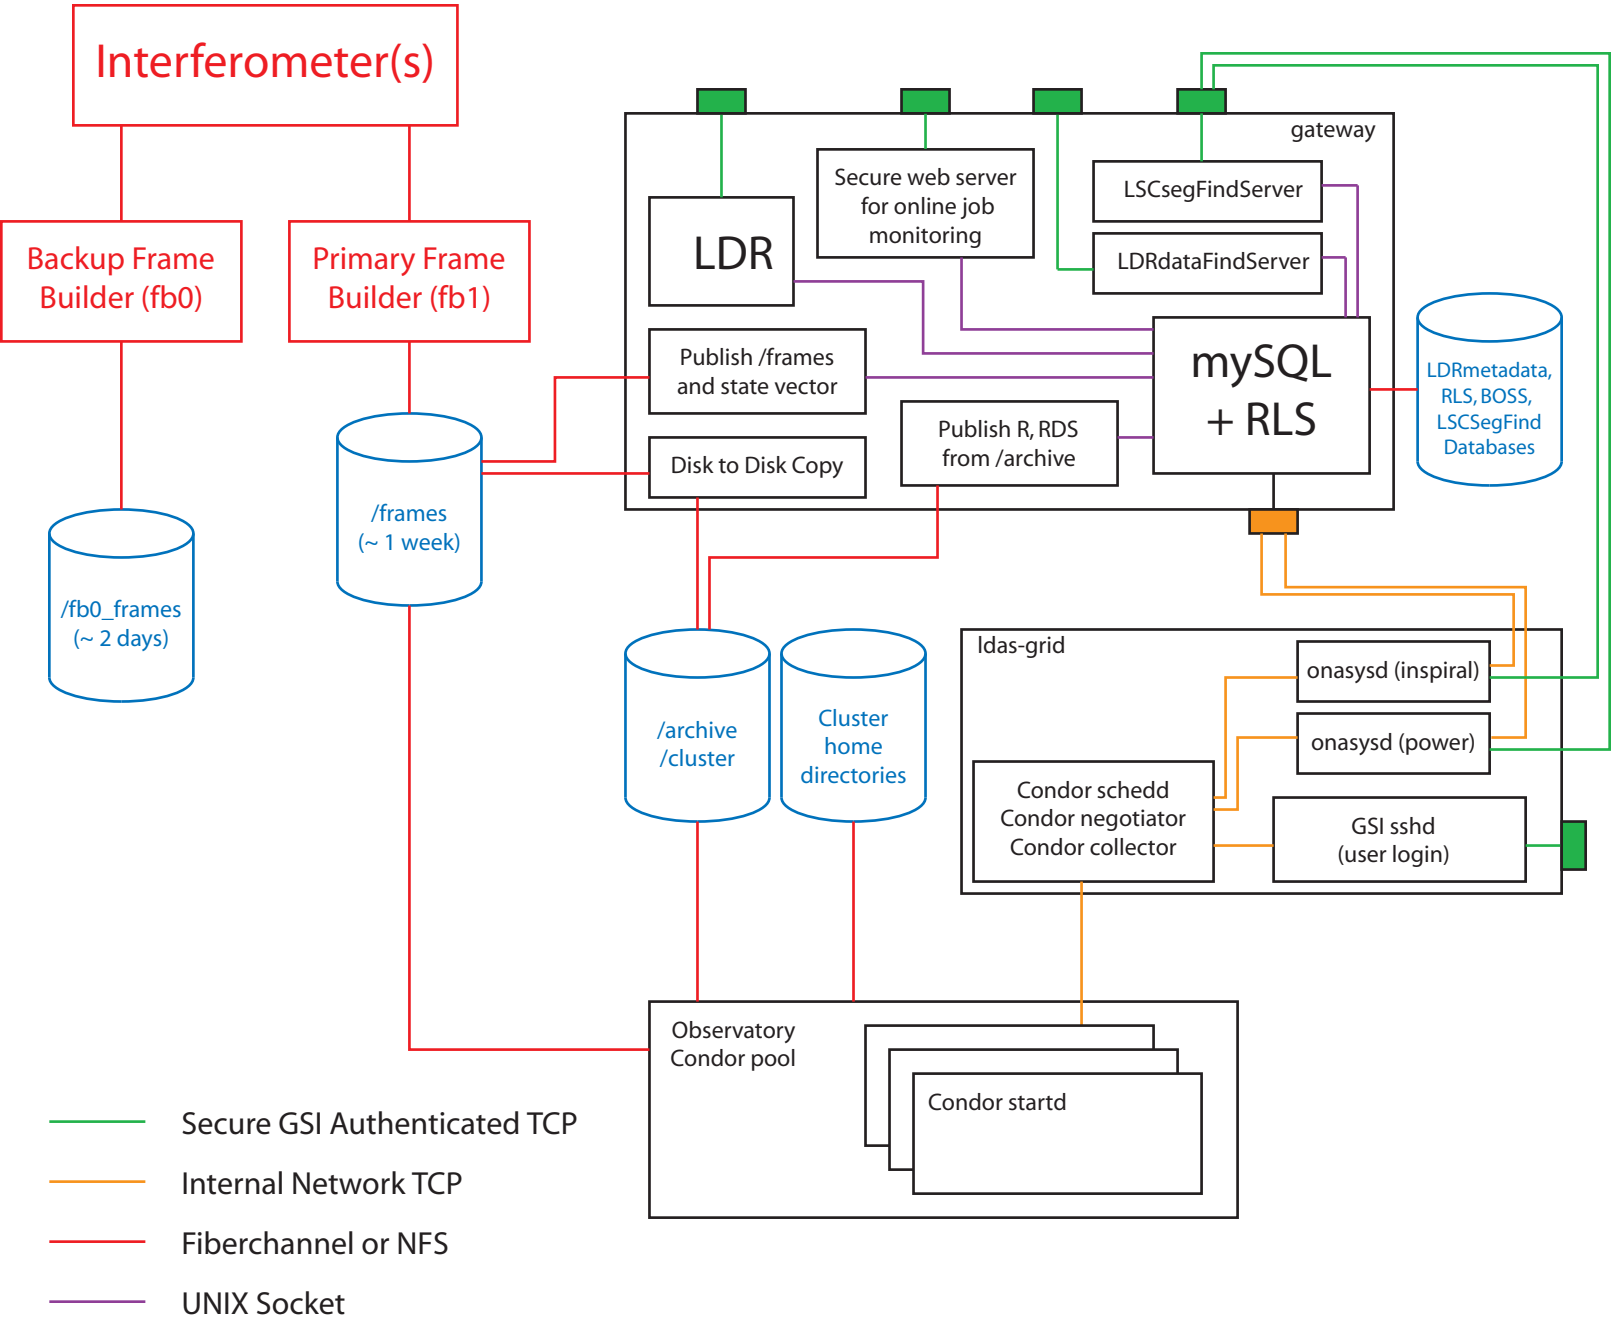 Interferometer(s)
gateway
Secure web server
for online job
monitoring
LSCsegFindServer
LDR
LDRdataFindServer
Backup Frame
Builder (fb0)
Primary Frame
Builder (fb1)
Publish /frames
and state vector
mySQL
+ RLS
LDRmetadata,
RLS, BOSS,
LSCSegFind
Databases
Publish R, RDS
from /archive
Disk to Disk Copy
/frames
(~ 1 week)
/fb0_frames
(~ 2 days)
ldas-grid
onasysd (inspiral)
onasysd (power)
/archive
/cluster
Cluster
home
directories
Condor schedd
Condor negotiator
Condor collector
GSI sshd
(user login)
Observatory
Condor pool
Condor startd
Secure GSI Authenticated TCP
Internal Network TCP
Fiberchannel or NFS
UNIX Socket